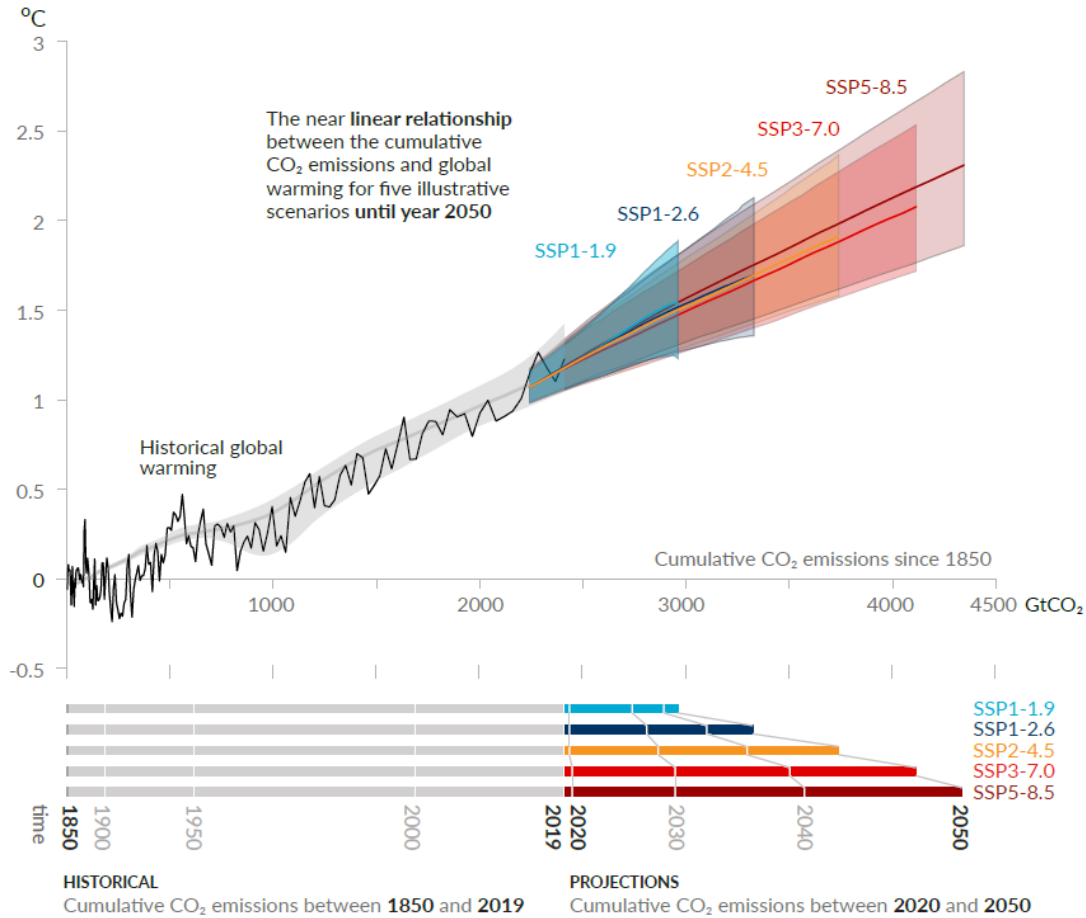 °C
3
2.5
2
1.5
1
0.5
0
-0.5
The near linear relationship
between the cumulative
CO₂ emissions and global
warming for five illustrative
scenarios until year 2050
SSP5-8.5
SSP3-7.0
SSP2-4.5
SSP1-2.6
SSP1-1.9
Historical global
warming
Cumulative CO₂ emissions since 1850
1000
2000
3000
4000
4500
GtCO₂
SSP1-1.9
SSP1-2.6
SSP2-4.5
SSP3-7.0
SSP5-8.5
time
1850
1900
1950
2000
2019
2020
2030
2040
2050
HISTORICAL
Cumulative CO₂ emissions between 1850 and 2019
PROJECTIONS
Cumulative CO₂ emissions between 2020 and 2050